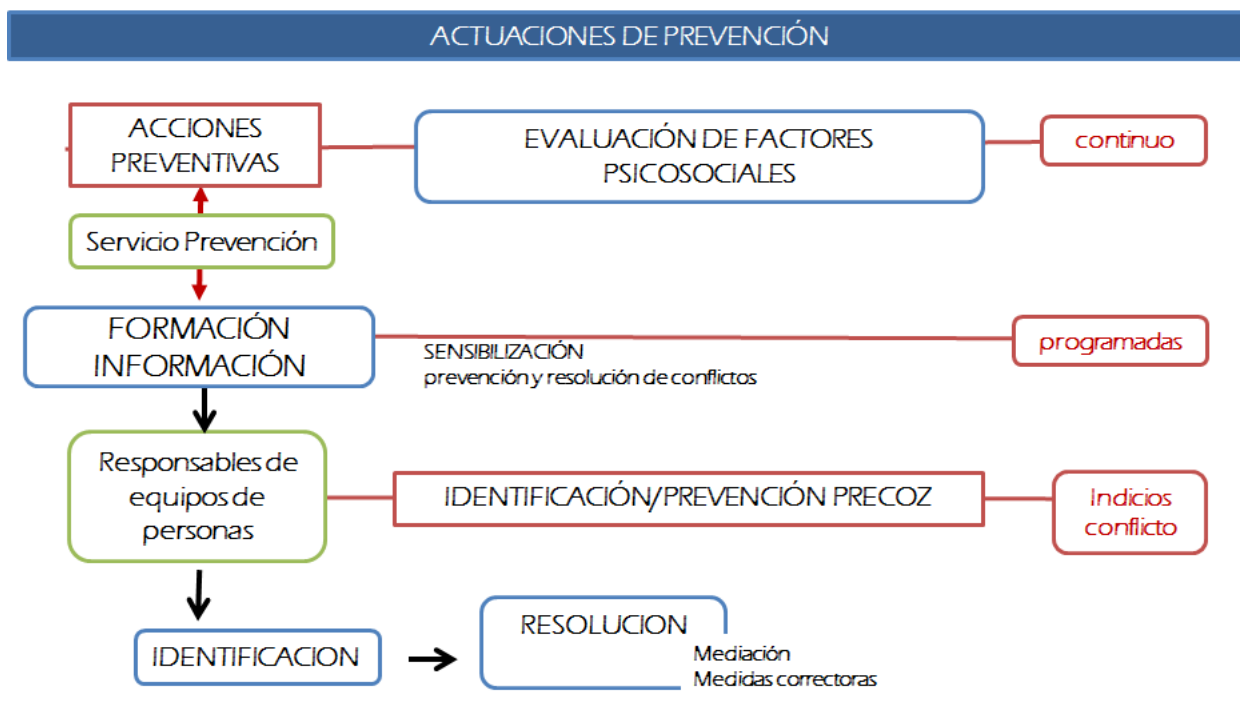 ACTUACIONES DE PREVENCIÓN
ACCIONES
PREVENTIVAS
EVALUACIÓN DE FACTORES
PSICOSOCIALES
continuo
Servicio Prevención
FORMACIÓN
INFORMACIÓN
SENSIBILIZACIÓN
prevención y resolución de conflictos
programadas
Responsables de
equipos de
personas
IDENTIFICACIÓN/PREVENCIÓN PRECOZ
Indicios
conflicto
IDENTIFICACION
RESOLUCION
Mediación
Medidas correctoras